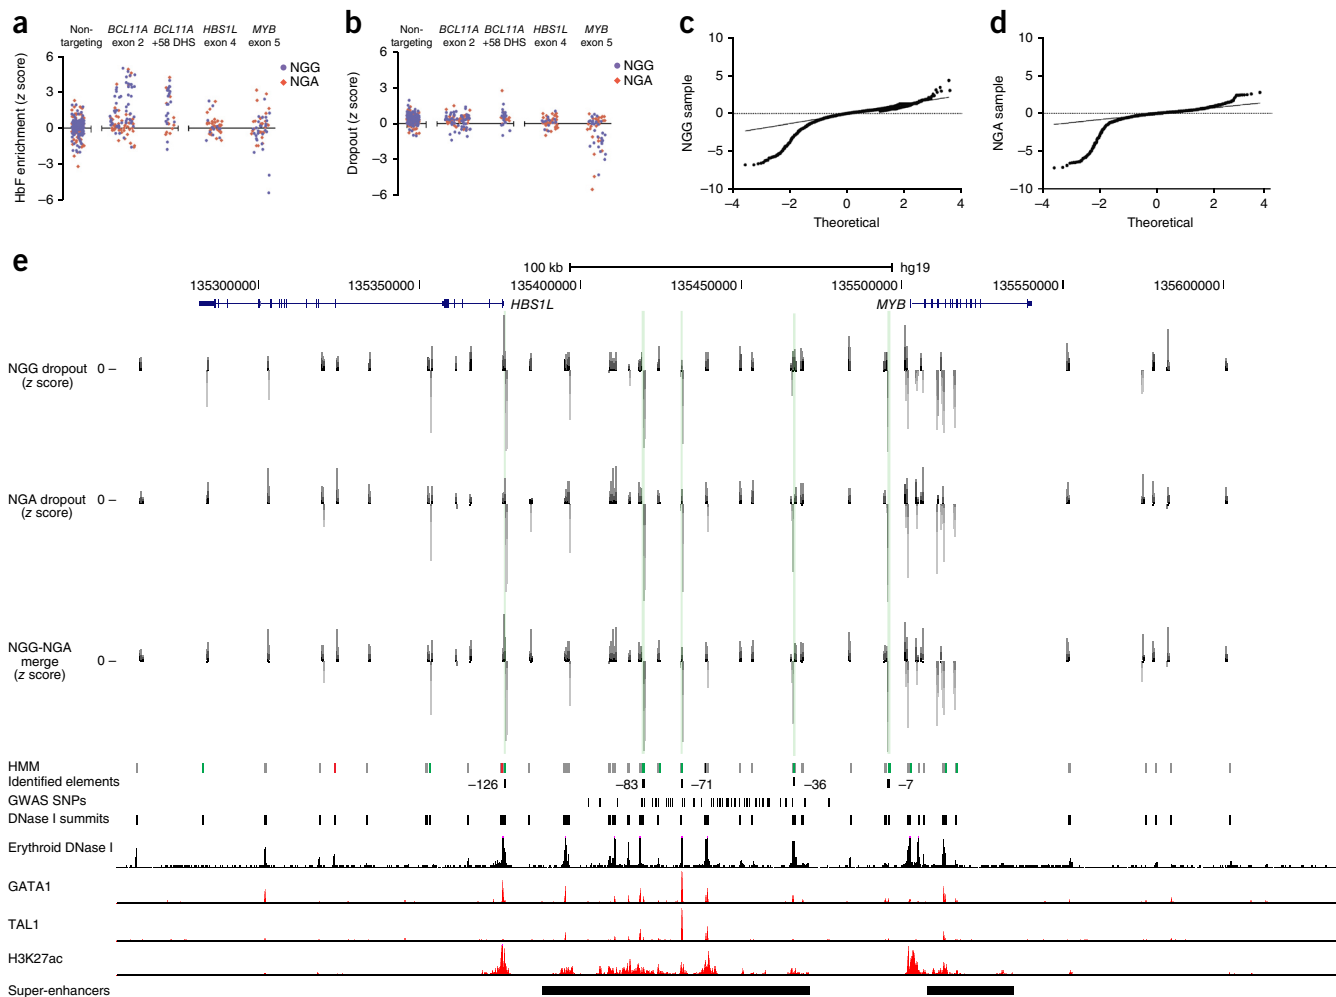 a
Non-targeting
BCL11A exon 2
BCL11A +58 DHS
HBS1L exon 4
MYB exon 5
NGG
NGA
HbF enrichment (z score)
6
3
0
−3
−6
b
Non-targeting
BCL11A exon 2
BCL11A +58 DHS
HBS1L exon 4
MYB exon 5
NGG
NGA
Dropout (z score)
6
3
0
−3
−6
c
NGG sample
10
5
0
−5
−10
−4
−2
0
2
4
Theoretical
d
NGA sample
10
5
0
−5
−10
−4
−2
0
2
4
Theoretical
e
100 kb
hg19
135300000
135350000
135400000
135450000
135500000
135550000
135600000
HBS1L
MYB
NGG dropout
(z score)
0
NGA dropout
(z score)
0
NGG-NGA
merge
(z score)
0
HMM
Identified elements
−126
−83
−71
−36
−7
GWAS SNPs
DNase I summits
Erythroid DNase I
GATA1
TAL1
H3K27ac
Super-enhancers